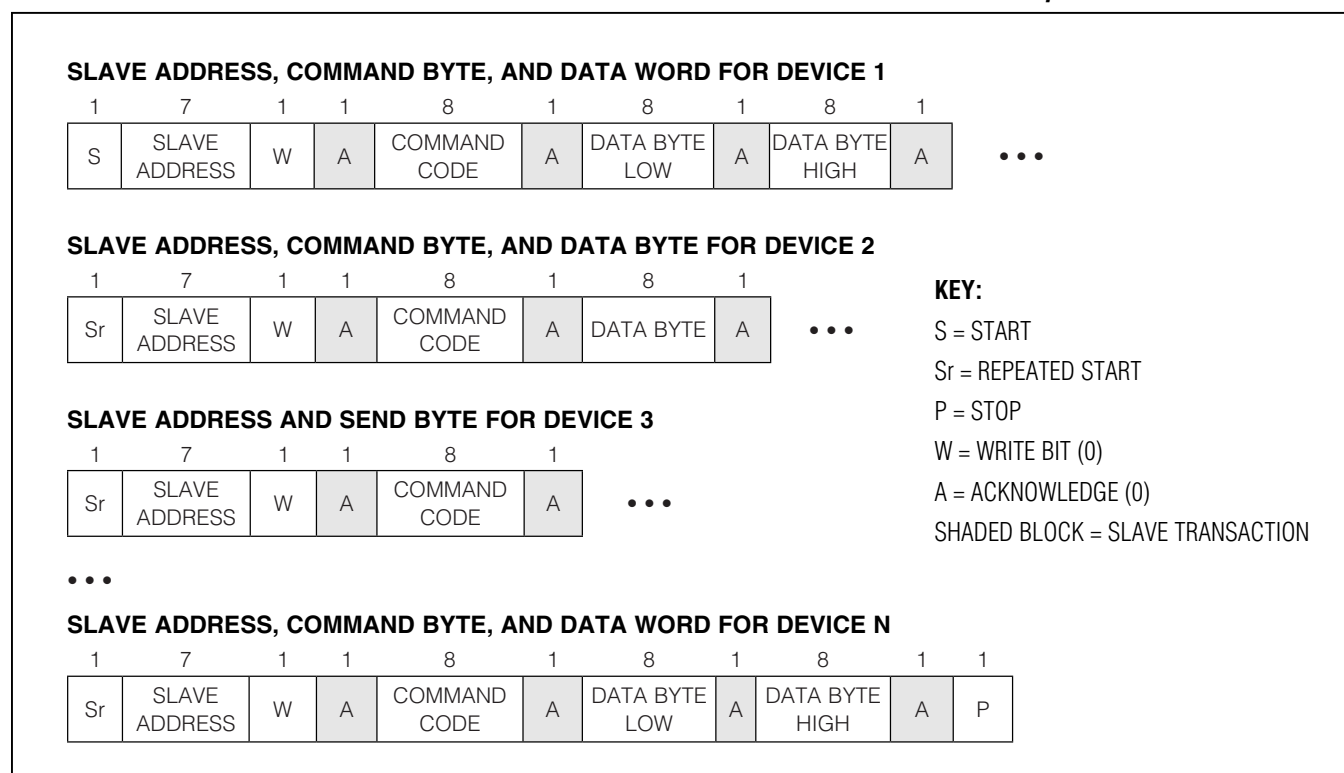 SLAVE ADDRESS, COMMAND BYTE, AND DATA WORD FOR DEVICE 1
1 7 1 1 8 1 8 1 8 1
S SLAVE ADDRESS W A COMMAND CODE A DATA BYTE LOW A DATA BYTE HIGH A •••
SLAVE ADDRESS, COMMAND BYTE, AND DATA BYTE FOR DEVICE 2
1 7 1 1 8 1 8 1
Sr SLAVE ADDRESS W A COMMAND CODE A DATA BYTE A •••
SLAVE ADDRESS AND SEND BYTE FOR DEVICE 3
1 7 1 1 8 1
Sr SLAVE ADDRESS W A COMMAND CODE A •••
•••
SLAVE ADDRESS, COMMAND BYTE, AND DATA WORD FOR DEVICE N
1 7 1 1 8 1 8 1 8 1 1
Sr SLAVE ADDRESS W A COMMAND CODE A DATA BYTE LOW A DATA BYTE HIGH A P
KEY:
S = START
Sr = REPEATED START
P = STOP
W = WRITE BIT (0)
A = ACKNOWLEDGE (0)
SHADED BLOCK = SLAVE TRANSACTION